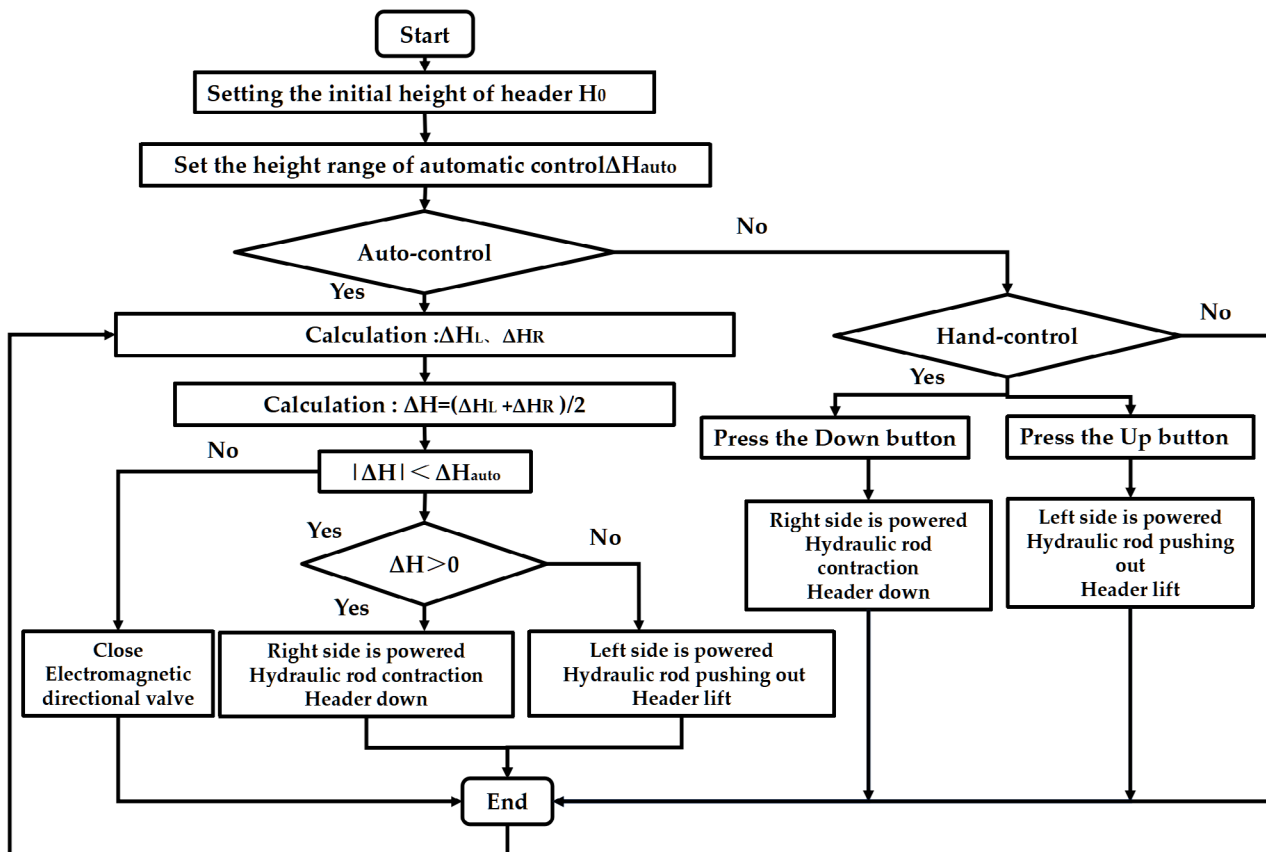 Start
Setting the initial height of header H0
Set the height range of automatic controlΔHauto
Auto-control
No
Yes
Calculation :ΔHL、ΔHR
Hand-control
No
Yes
Calculation : ΔH=(ΔHL +ΔHR )/2
Press the Down button
Press the Up button
No
|ΔH|< ΔHauto
Yes
ΔH>0
No
Yes
Right side is powered
Hydraulic rod
contraction
Header down
Left side is powered
Hydraulic rod pushing
out
Header lift
Close
Electromagnetic
directional valve
Right side is powered
Hydraulic rod contraction
Header down
Left side is powered
Hydraulic rod pushing out
Header lift
End